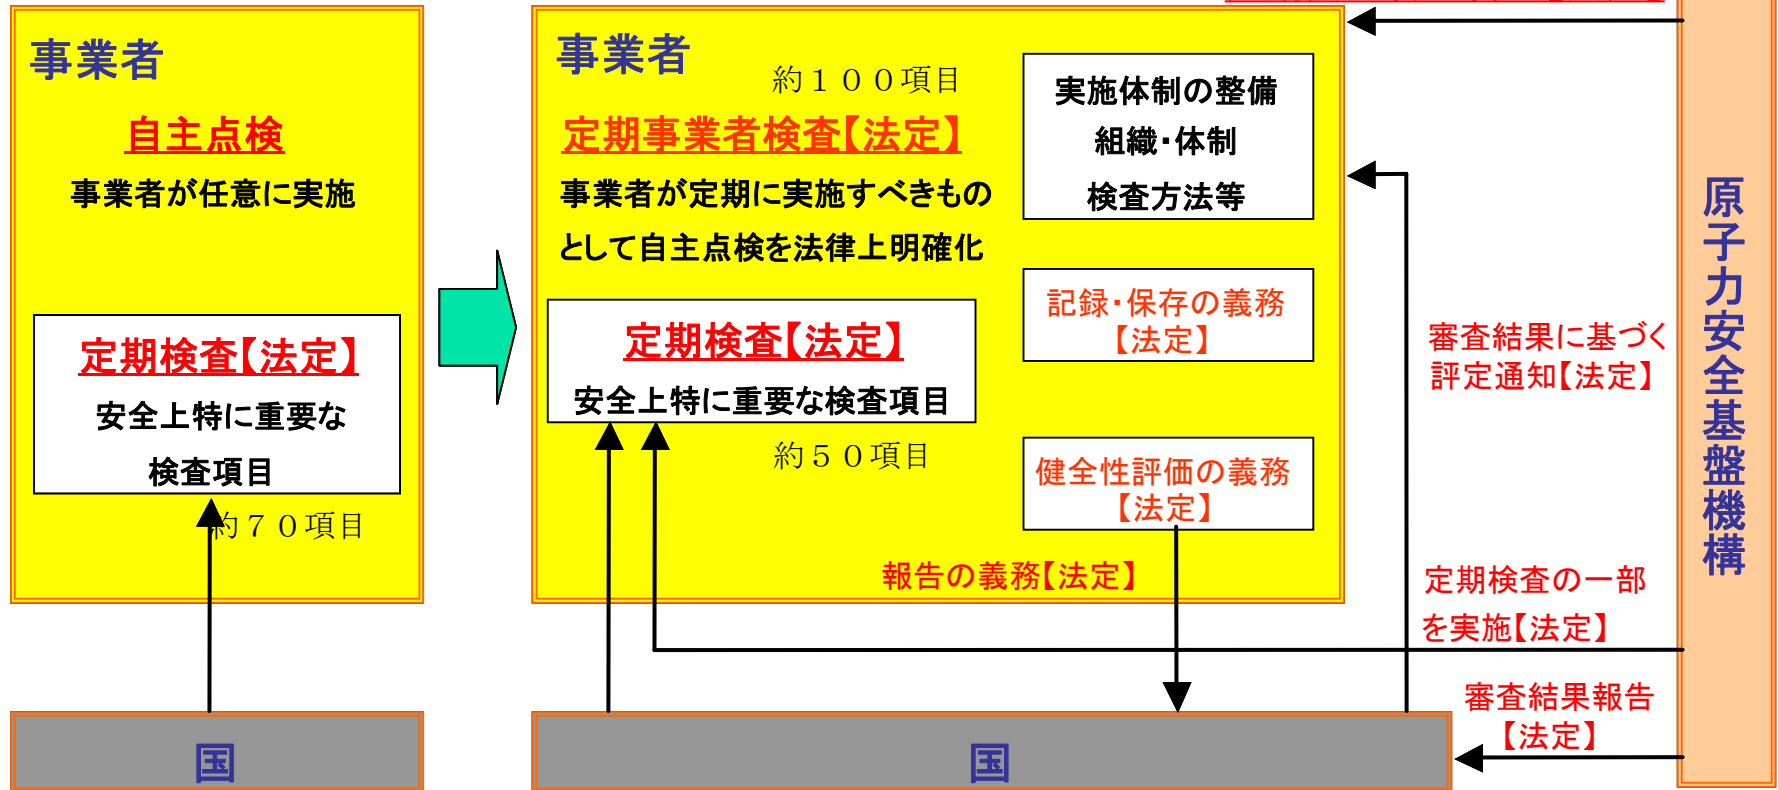 事業者
自主点検
事業者が任意に実施
定期検査【法定】
安全上特に重要な
検査項目
約７０項目
国
事業者
約１００項目
定期事業者検査【法定】
事業者が定期に実施すべきもの
として自主点検を法律上明確化
定期検査【法定】
安全上特に重要な検査項目
約５０項目
実施体制の整備
組織・体制
検査方法等
記録・保存の義務
【法定】
健全性評価の義務
【法定】
報告の義務【法定】
国
審査結果に基づく
評定通知【法定】
定期検査の一部
を実施【法定】
審査結果報告
【法定】
原子力安全基盤機構